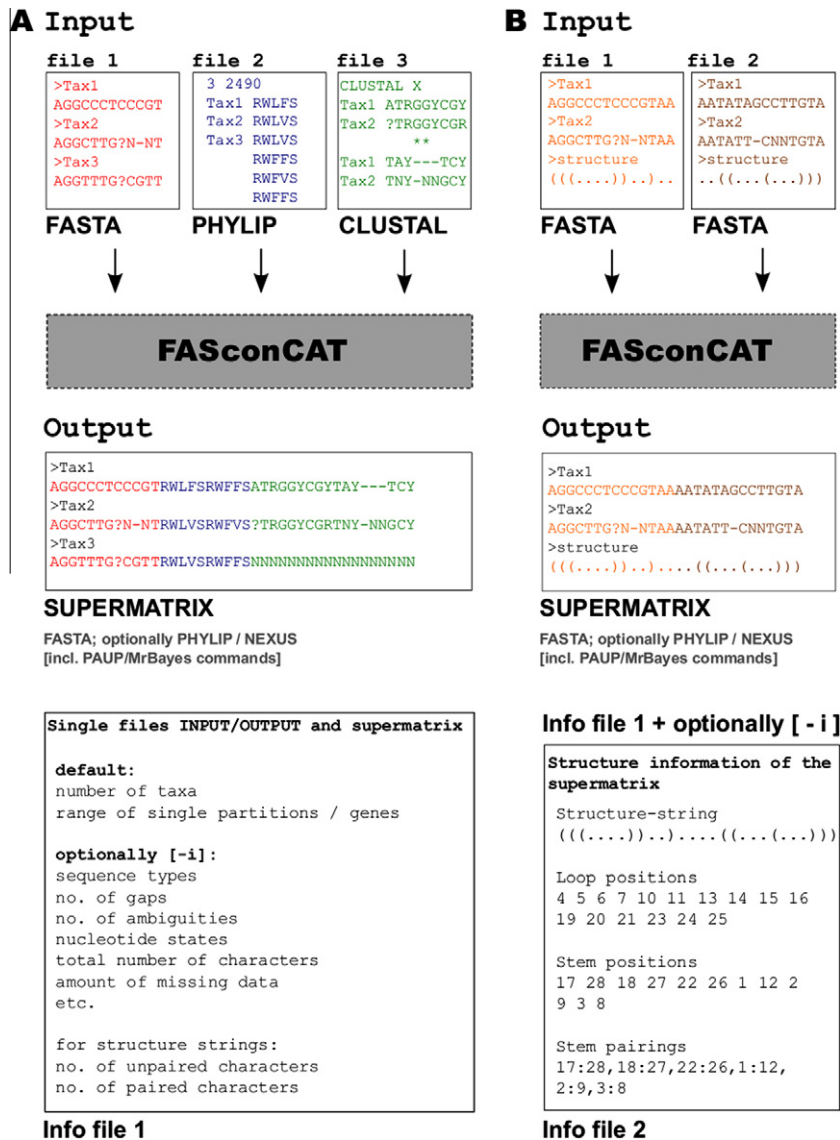 A Input
file 1
>Tax1
AGGCCCTCCCGT
>Tax2
AGGCTTG?N-NT
>Tax3
AGGTTTG?CGTT
FASTA
file 2
3 2490
Tax1 RWLFS
Tax2 RWLVS
Tax3 RWLVS
RWFFS
RWFVS
RWFFS
PHYLIP
file 3
CLUSTAL X
Tax1 ATRGGYCGY
Tax2 ?TRGGYCGR
**
Tax1 TAY---TCY
Tax2 TNY-NNGCY
CLUSTAL
FASconCAT
Output
>Tax1
AGGCCCTCCCGTRWLFSRWFFSATRGGYCGYTAY---TCY
>Tax2
AGGCTTG?N-NTRWLVSRWFVS?TRGGYCGRTNY-NNGCY
>Tax3
AGGTTTG?CGTTRWLVSRWFFSNNNNNNNNNNNNNNNNNN
SUPERMATRIX
FASTA; optionally PHYLIP / NEXUS
[incl. PAUP/MrBayes commands]
Single files INPUT/OUTPUT and supermatrix
default:
number of taxa
range of single partitions / genes
optionally [-i]:
sequence types
no. of gaps
no. of ambiguities
nucleotide states
total number of characters
amount of missing data
etc.
for structure strings:
no. of unpaired characters
no. of paired characters
Info file 1
B Input
file 1
>Tax1
AGGCCCTCCCGTAA
>Tax2
AGGCTTG?N-NTAA
>structure
(((....))..)..
FASTA
file 2
>Tax1
AATATAGCCTTGTA
>Tax2
AATATT-CNNTGTA
>structure
..((...(...)))
FASTA
FASconCAT
Output
>Tax1
AGGCCCTCCCGTAAAATATAGCCTTGTA
>Tax2
AGGCTTG?N-NTAAAATATT-CNNTGTA
>structure
(((....))..)....((...(...)))
SUPERMATRIX
FASTA; optionally PHYLIP / NEXUS
[incl. PAUP/MrBayes commands]
Info file 1 + optionally [ - i ]
Structure information of the
supermatrix
Structure-string
(((....))..)....((...(...)))
Loop positions
4 5 6 7 10 11 13 14 15 16
19 20 21 23 24 25
Stem positions
17 28 18 27 22 26 1 12 2
9 3 8
Stem pairings
17:28,18:27,22:26,1:12,
2:9,3:8
Info file 2